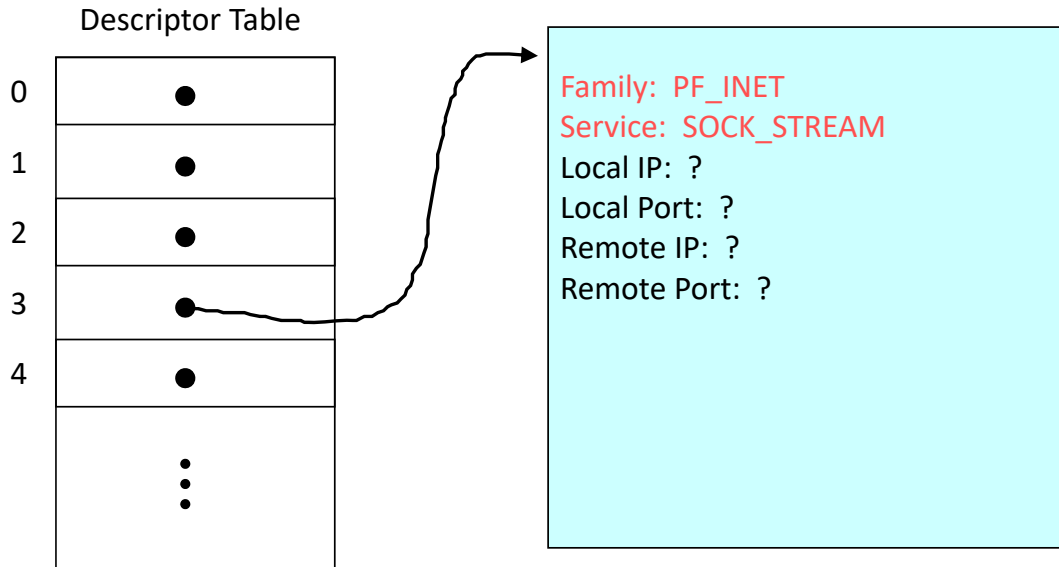 Descriptor Table
0
1
2
3
4
Family: PF_INET
Service: SOCK_STREAM
Local IP: ?
Local Port: ?
Remote IP: ?
Remote Port: ?